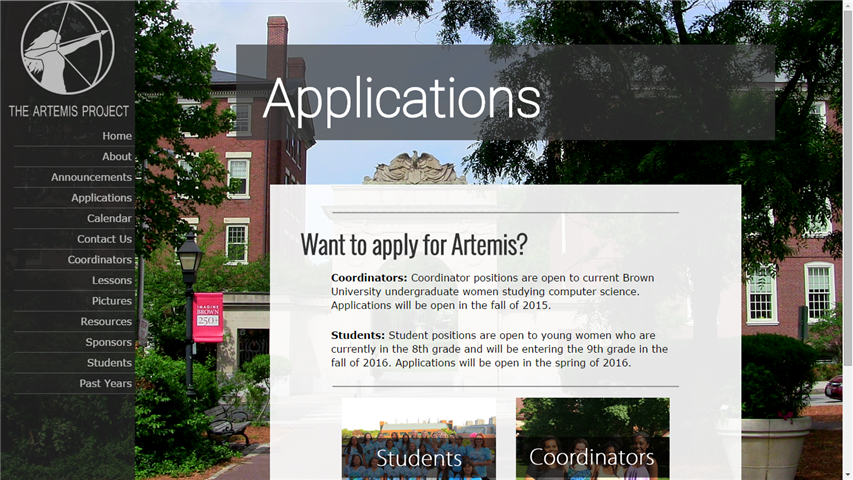 THE ARTEMIS PROJECT
Home
About
Announcements
Applications
Calendar
Contact Us
Coordinators
Lessons
Pictures
Resources
Sponsors
Students
Past Years
Applications
IMAGINE
BROWN
250+
Want to apply for Artemis?
Coordinators: Coordinator positions are open to current Brown
University undergraduate women studying computer science.
Applications will be open in the fall of 2015.
Students: Student positions are open to young women who are
currently in the 8th grade and will be entering the 9th grade in the
fall of 2016. Applications will be open in the spring of 2016.
Students
Coordinators